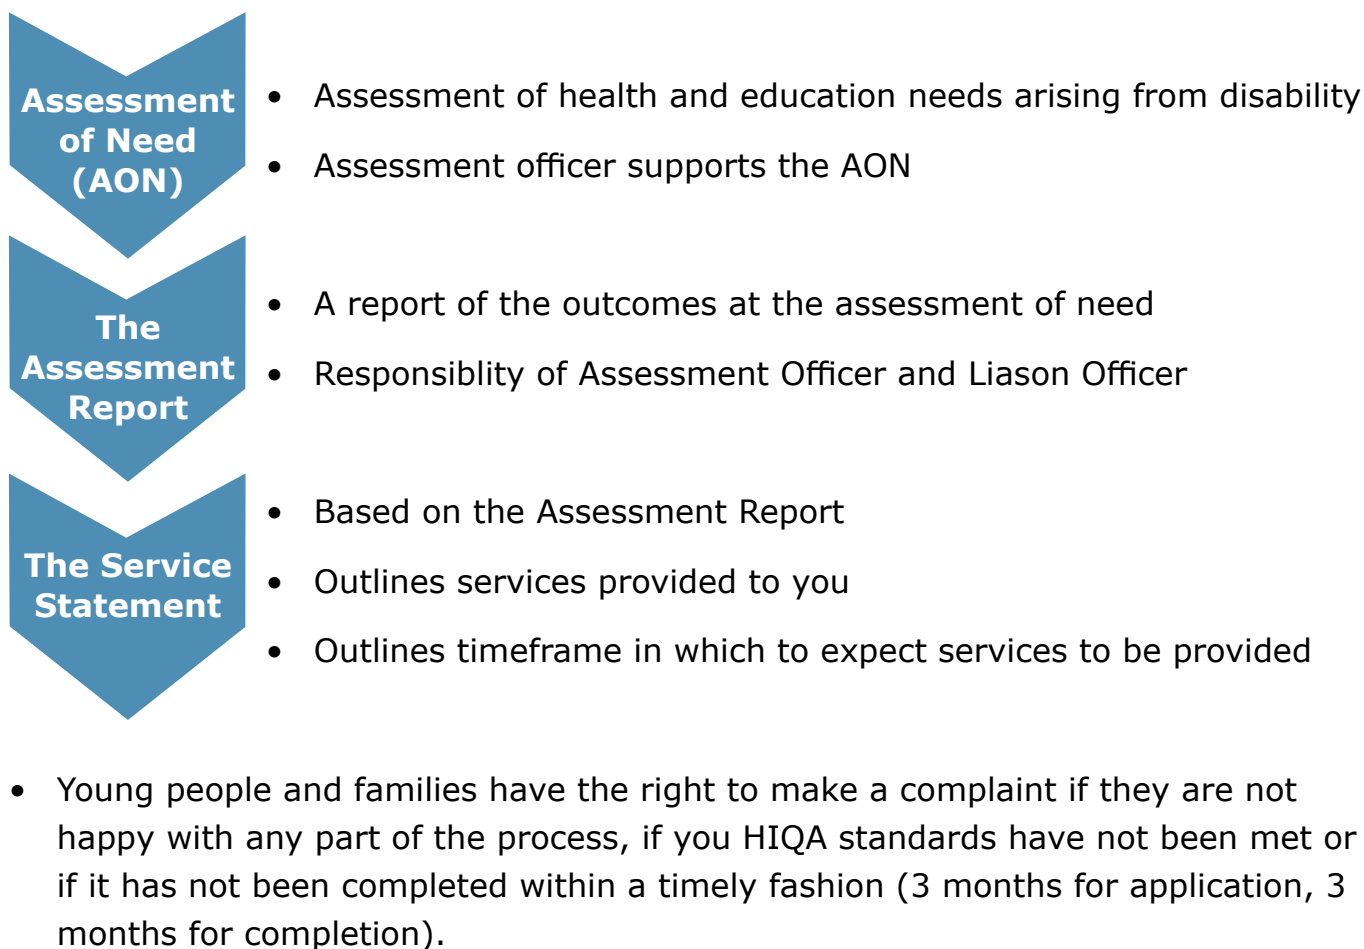 Assessment
of Need
(AON)
• Assessment of health and education needs arising from disability
• Assessment officer supports the AON
The
Assessment
Report
• A report of the outcomes at the assessment of need
• Responsiblity of Assessment Officer and Liason Officer
The Service
Statement
• Based on the Assessment Report
• Outlines services provided to you
• Outlines timeframe in which to expect services to be provided
• Young people and families have the right to make a complaint if they are not
happy with any part of the process, if you HIQA standards have not been met or
if it has not been completed within a timely fashion (3 months for application, 3
months for completion).